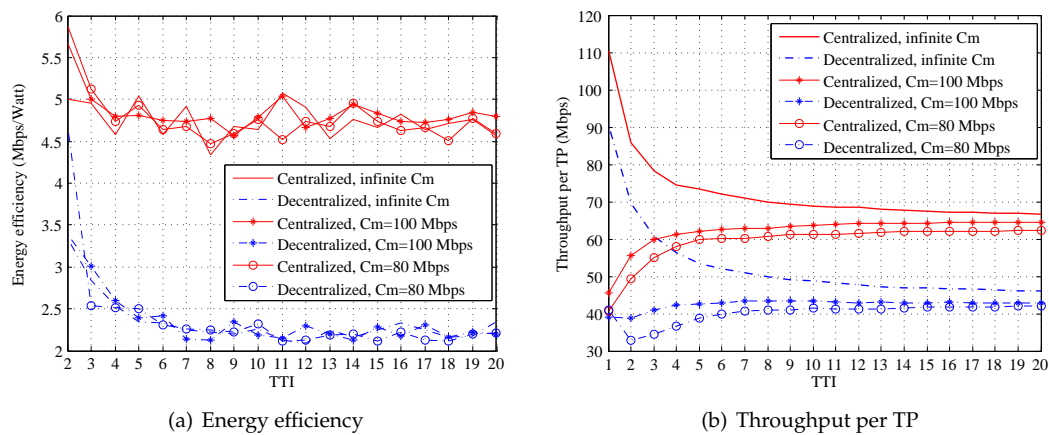 6
5.5
5
4.5
4
3.5
3
2.5
2
Energy efficiency (Mbps/Watt)
Centralized, infinite Cm
Decentralized, infinite Cm
Centralized, Cm=100 Mbps
Decentralized, Cm=100 Mbps
Centralized, Cm=80 Mbps
Decentralized, Cm=80 Mbps
2 3 4 5 6 7 8 9 10 11 12 13 14 15 16 17 18 19 20
TTI
(a) Energy efficiency
120
110
100
90
80
70
60
50
40
30
Throughput per TP (Mbps)
Centralized, infinite Cm
Decentralized, infinite Cm
Centralized, Cm=100 Mbps
Decentralized, Cm=100 Mbps
Centralized, Cm=80 Mbps
Decentralized, Cm=80 Mbps
1 2 3 4 5 6 7 8 9 10 11 12 13 14 15 16 17 18 19 20
TTI
(b) Throughput per TP